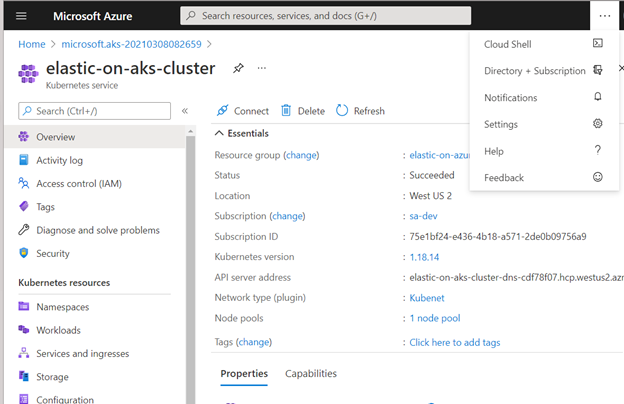 Microsoft Azure
Search resources, services, and docs (G+/)
...
Home > microsoft.aks-20210308082659 >
elastic-on-aks-cluster
...
Kubernetes service
Search (Ctrl+/)
«
Overview
Activity log
Access control (IAM)
Tags
Diagnose and solve problems
Security
Kubernetes resources
Namespaces
Workloads
Services and ingresses
Storage
Configuration
Connect
Delete
Refresh
Essentials
Resource group (change) : elastic-on-azu
Status : Succeeded
Location : West US 2
Subscription (change) : sa-dev
Subscription ID : 75e1bf24-e436-4b18-a571-2de0b09756a9
Kubernetes version : 1.18.14
API server address : elastic-on-aks-cluster-dns-cdf78f07.hcp.westus2.azn
Network type (plugin) : Kubenet
Node pools : 1 node pool
Tags (change) : Click here to add tags
Properties
Capabilities
Cloud Shell
Directory + Subscription
Notifications
Settings
Help
?
Feedback